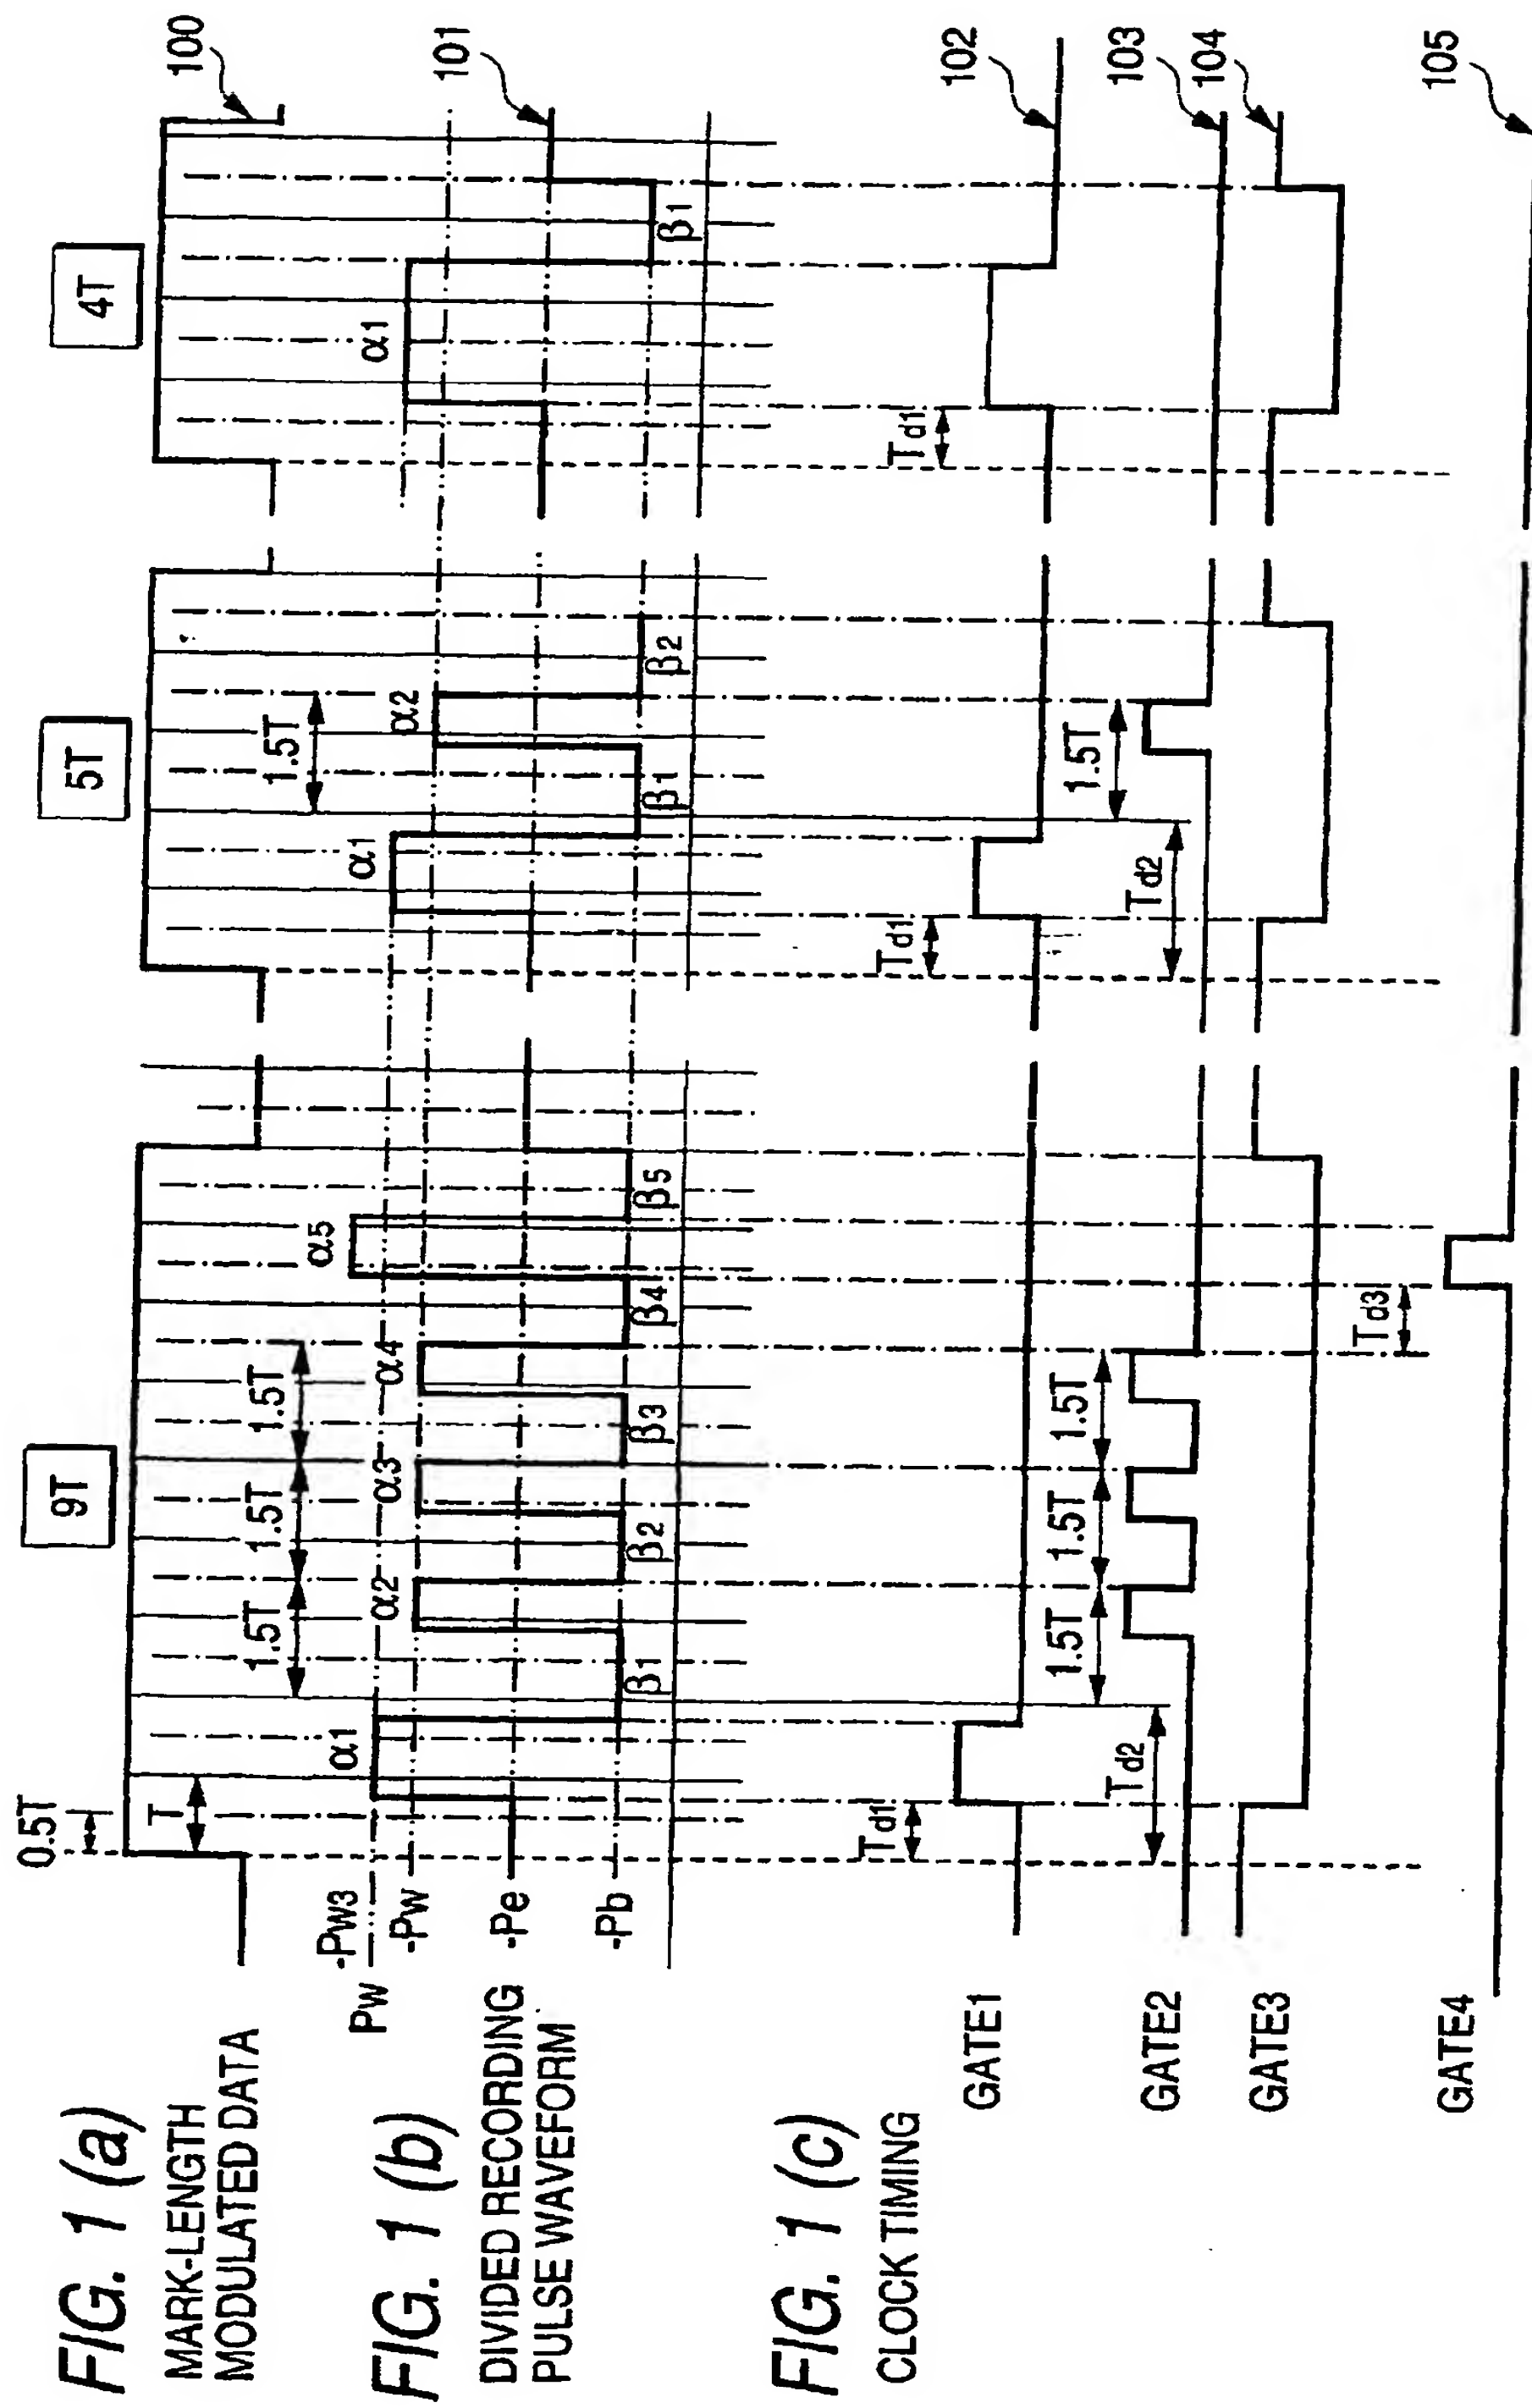 FIG. 1 (a)
MARK-LENGTH
MODULATED DATA
0.5T
T
9T
5T
4T
100
1.5T
1.5T
1.5T
1.5T
FIG. 1 (b)
DIVIDED RECORDING
PULSE WAVEFORM
-Pw3
Pw
-Pw
-Pe
-Pb
α1
α2
α3
α4
α5
α1
α2
α1
β1
β2
β3
β4
β5
β1
β2
β1
101
FIG. 1 (c)
CLOCK TIMING
GATE1
Td1
Td1
Td1
102
GATE2
Td2
1.5T
1.5T
1.5T
Td2
1.5T
103
GATE3
104
GATE4
Td3
105